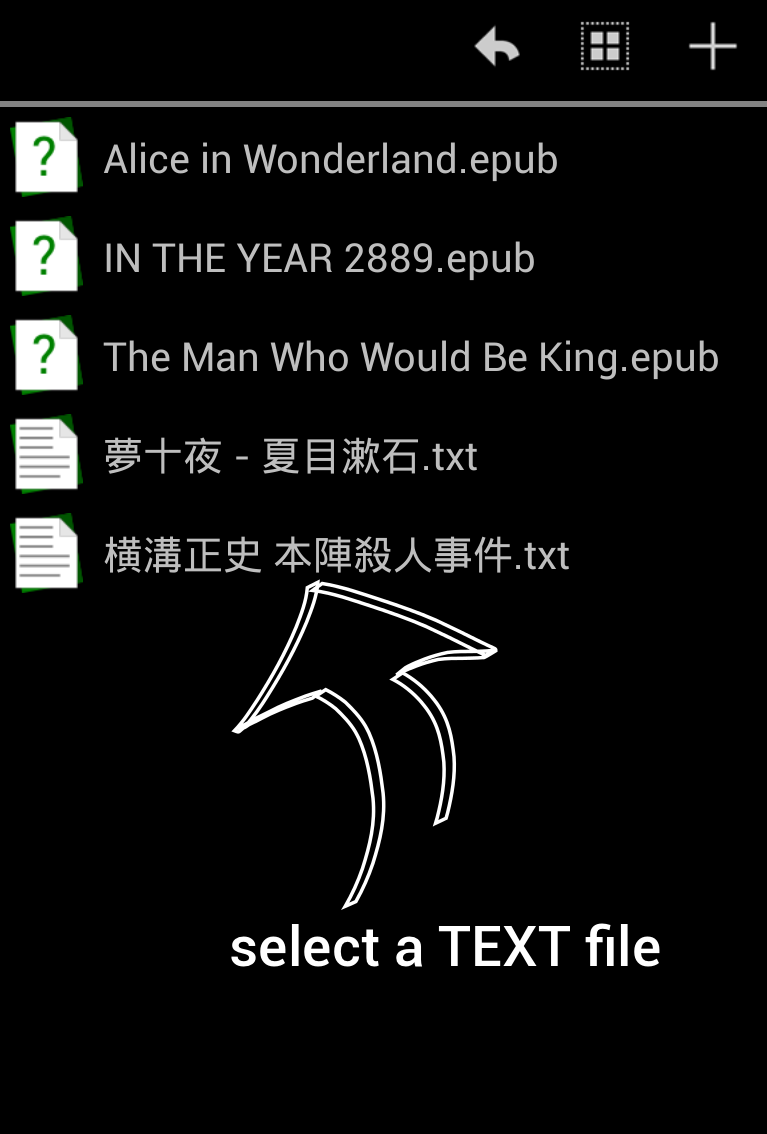 Alice in Wonderland.epub
IN THE YEAR 2889.epub
The Man Who Would Be King.epub
夢十夜 - 夏目漱石.txt
横溝正史 本陣殺人事件.txt
select a TEXT file